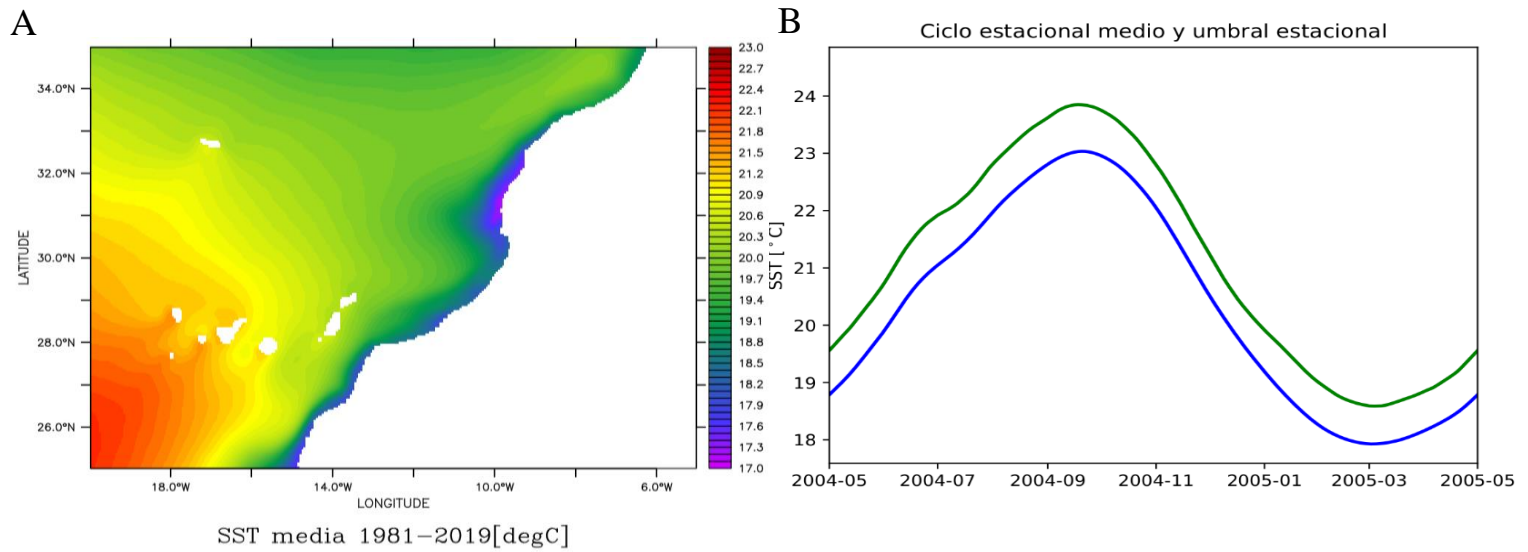 A
34.0°N
32.0°N
30.0°N
28.0°N
26.0°N
LATITUDE
18.0°W
14.0°W
10.0°W
6.0°W
LONGITUDE
SST media 1981−2019[degC]
23.0
22.7
22.4
22.1
21.8
21.5
21.2
20.9
20.6
20.3
20.0
19.7
19.4
19.1
18.8
18.5
18.2
17.9
17.6
17.3
17.0
B
Ciclo estacional medio y umbral estacional
SST [°C]
24
23
22
21
20
19
18
2004-05
2004-07
2004-09
2004-11
2005-01
2005-03
2005-05